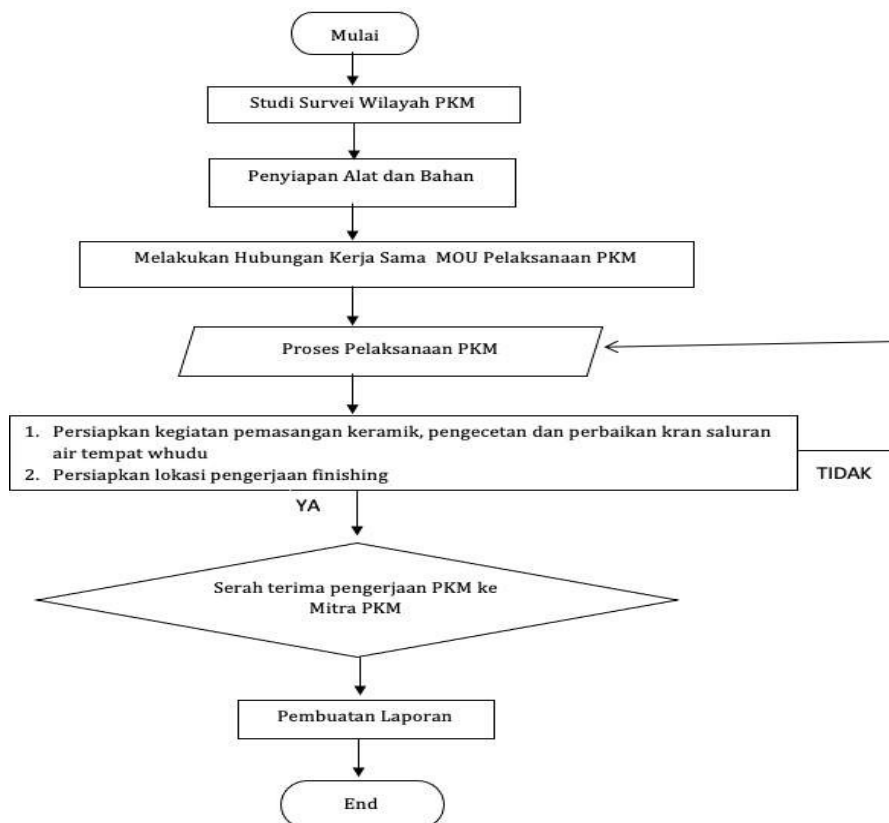 Mulai
Studi Survei Wilayah PKM
Penyiapan Alat dan Bahan
Melakukan Hubungan Kerja Sama MOU Pelaksanaan PKM
Proses Pelaksanaan PKM
1. Persiapkan kegiatan pemasangan keramik, pengecetan dan perbaikan kran saluran
air tempat whudu
2. Persiapkan lokasi pengerjaan finishing
TIDAK
YA
Serah terima pengerjaan PKM ke
Mitra PKM
Pembuatan Laporan
End